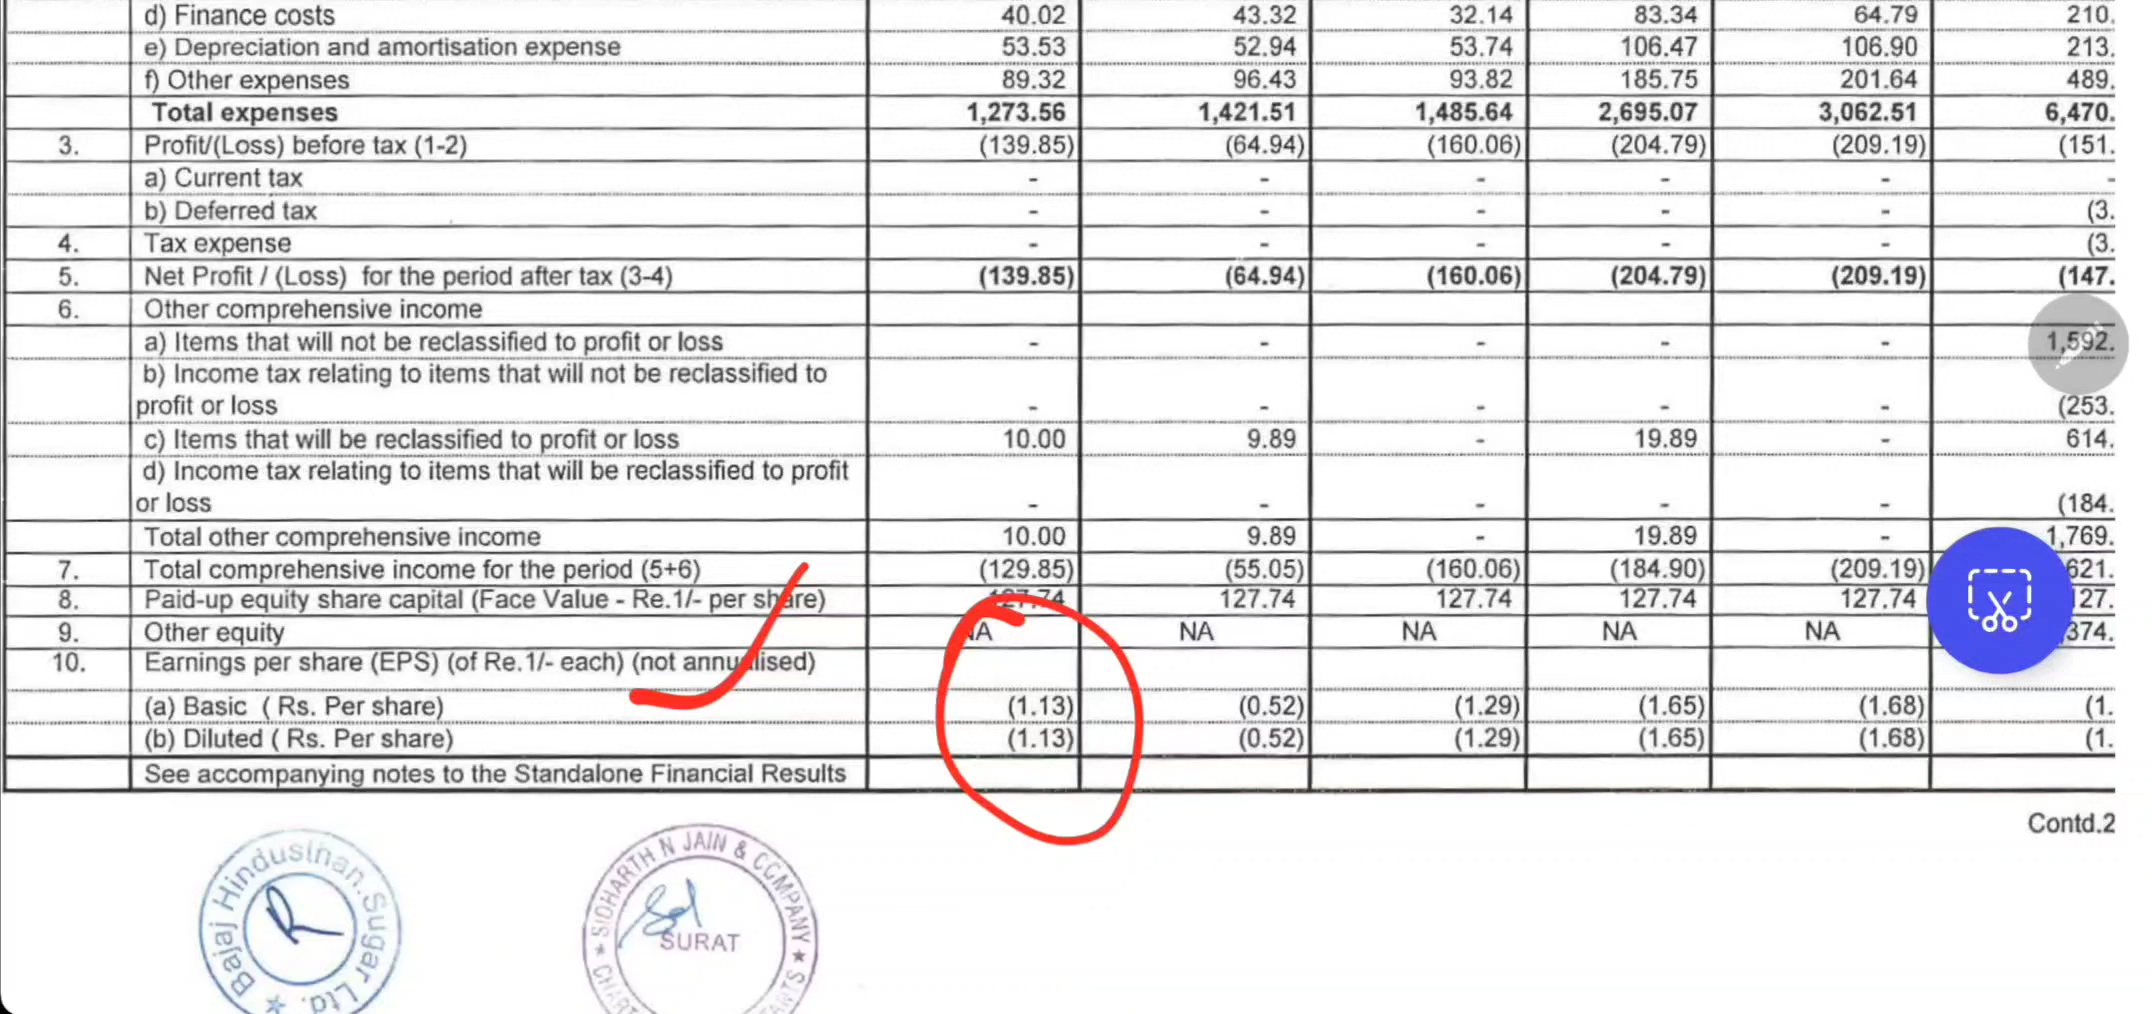 d) Finance costs 40.02 43.32 32.14 83.34 64.79 210.
e) Depreciation and amortisation expense 53.53 52.94 53.74 106.47 106.90 213.
f) Other expenses 89.32 96.43 93.82 185.75 201.64 489.
Total expenses 1,273.56 1,421.51 1,485.64 2,695.07 3,062.51 6,470.
3. Profit/(Loss) before tax (1-2) (139.85) (64.94) (160.06) (204.79) (209.19) (151.
a) Current tax - - - - - -
b) Deferred tax - - - - - (3.
4. Tax expense - - - - - (3.
5. Net Profit / (Loss) for the period after tax (3-4) (139.85) (64.94) (160.06) (204.79) (209.19) (147.
6. Other comprehensive income
a) Items that will not be reclassified to profit or loss - - - - - 1,592.
b) Income tax relating to items that will not be reclassified to
profit or loss - - - - - (253.
c) Items that will be reclassified to profit or loss 10.00 9.89 - 19.89 - 614.
d) Income tax relating to items that will be reclassified to profit
or loss - - - - - (184.
Total other comprehensive income 10.00 9.89 - 19.89 - 1,769.
7. Total comprehensive income for the period (5+6) (129.85) (55.05) (160.06) (184.90) (209.19) 621.
8. Paid-up equity share capital (Face Value - Re.1/- per share) 127.74 127.74 127.74 127.74 127.74 27.
9. Other equity NA NA NA NA NA 374.
10. Earnings per share (EPS) (of Re.1/- each) (not annualised)
(a) Basic ( Rs. Per share) (1.13) (0.52) (1.29) (1.65) (1.68) (1.
(b) Diluted ( Rs. Per share) (1.13) (0.52) (1.29) (1.65) (1.68) (1.
See accompanying notes to the Standalone Financial Results
Contd.2
Bajaj Hindusthan Sugar Ltd. ★
★ SIDHARTH N JAIN & COMPANY ★
SURAT